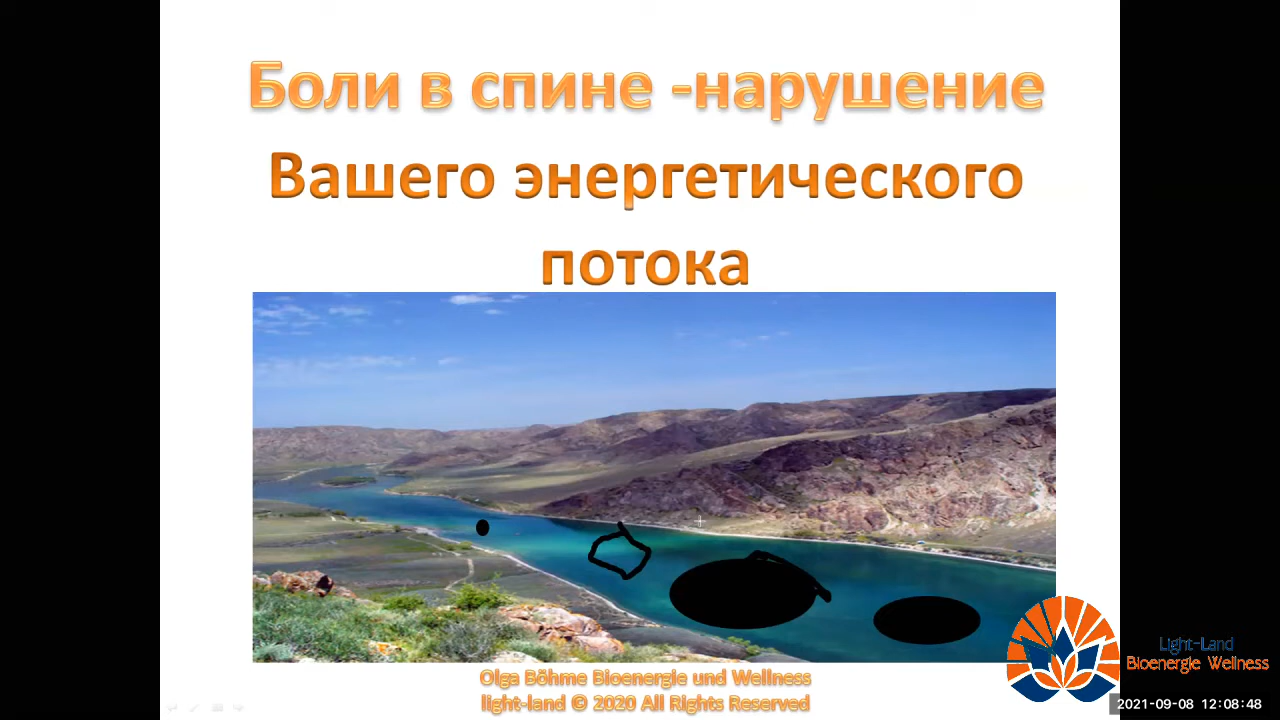 Боли в спине -нарушение
Вашего энергетического
потока
Olga Böhme Bioenergie und Wellness
light-land © 2020 All Rights Reserved
Light-Land
Bioenergie Wellness
2021-09-08 12:08:48